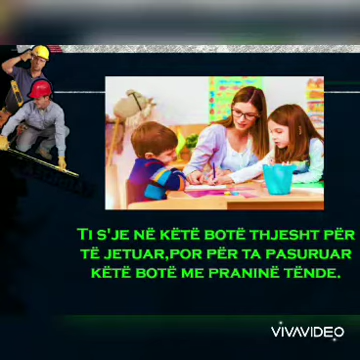 Ti s'je në këtë botë thjesht për
të jetuar,por për ta pasuruar
këtë botë me praninë tënde.
VIVAVIDEO